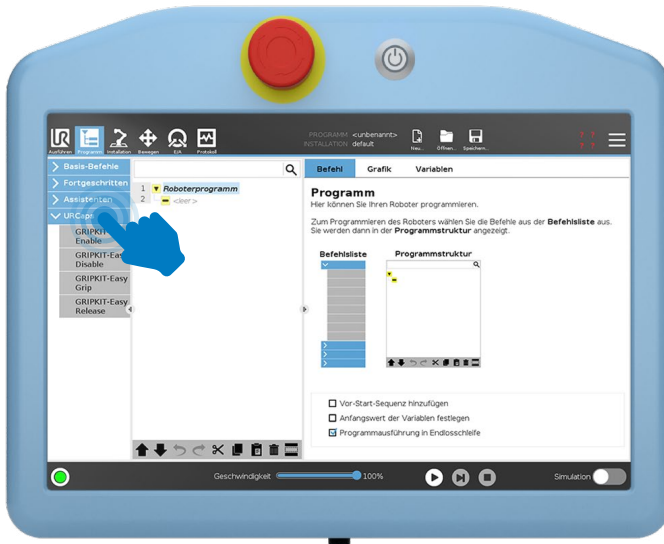 PROGRAMM <unbenannt>
INSTALLATION default
Ausführen Programm Installation Bewegen E/A Protokoll
Neu... Öffnen... Speichern...
? ?
? ?
Basis-Befehle
Fortgeschritten
Assistenten
URCaps
GRIPKIT-Easy
Disable
GRIPKIT-Easy
Grip
GRIPKIT-Easy
Release
Enable
1 Roboterprogramm
2 <leer>
Befehl Grafik Variablen
Programm
Hier können Sie Ihren Roboter programmieren.
Zum Programmieren des Roboters wählen Sie die Befehle aus der Befehlsliste aus.
Sie werden dann in der Programmstruktur angezeigt.
Befehlsliste Programmstruktur
Vor-Start-Sequenz hinzufügen
Anfangswert der Variablen festlegen
Programmausführung in Endlosschleife
Geschwindigkeit 100% Simulation